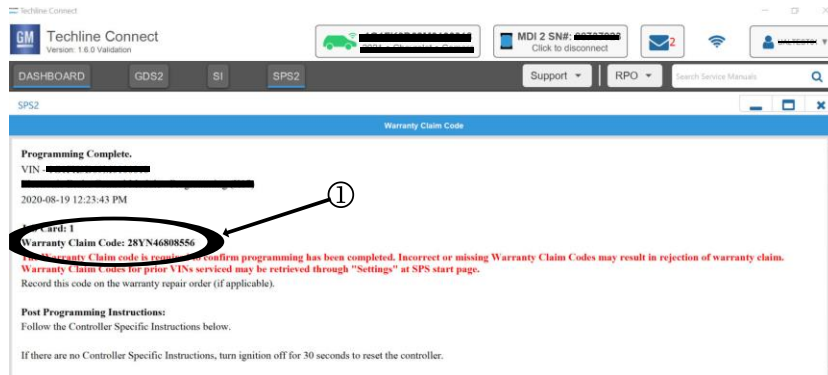 Techline Connect
GM
Techline Connect
Version: 1.6.0 Validation
MDI 2 SN#:
Click to disconnect
2
DASHBOARD GDS2 SI SPS2 Support RPO Search Service Manuals
SPS2
Warranty Claim Code
Programming Complete.
VIN -
2020-08-19 12:23:43 PM
1
Card: 1
Warranty Claim Code: 28YN46808556
The Warranty Claim code is required to confirm programming has been completed. Incorrect or missing Warranty Claim Codes may result in rejection of warranty claim.
Warranty Claim Codes for prior VINs serviced may be retrieved through "Settings" at SPS start page.
Record this code on the warranty repair order (if applicable).
Post Programming Instructions:
Follow the Controller Specific Instructions below.
If there are no Controller Specific Instructions, turn ignition off for 30 seconds to reset the controller.